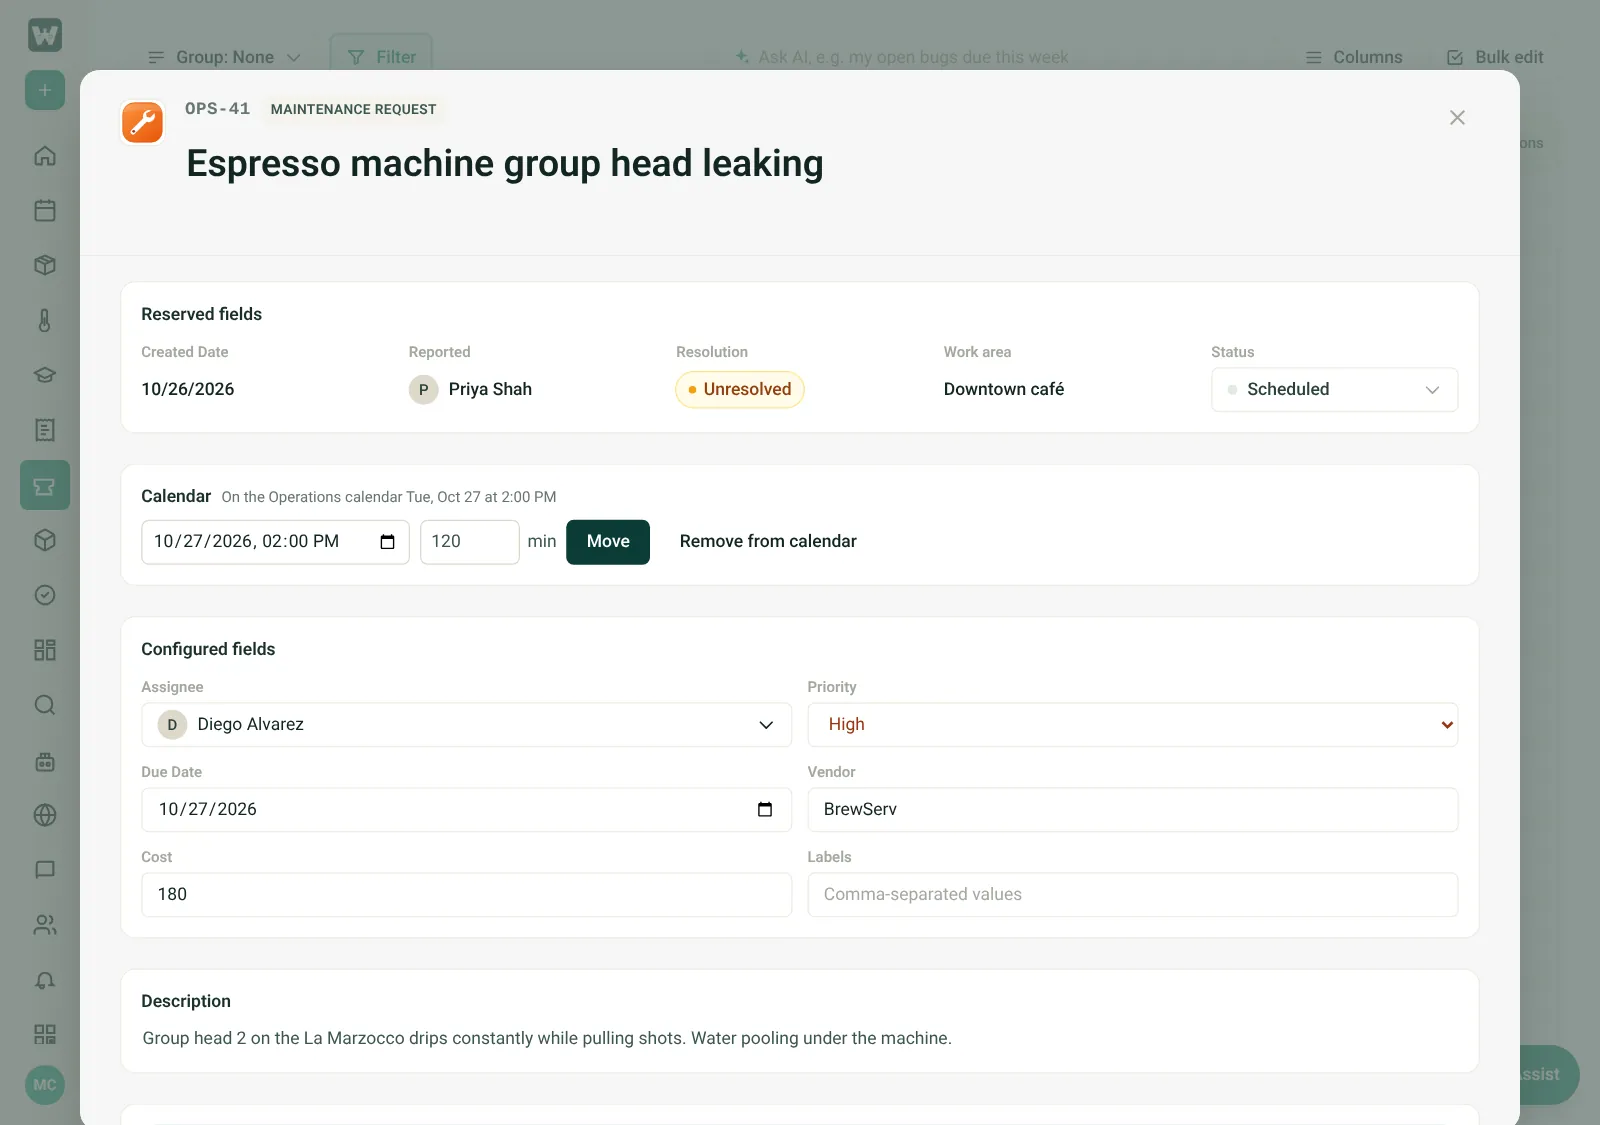 W
Group: None
Filter
Ask AI, e.g. my open bugs due this week
Columns
Bulk edit
OPS-41
MAINTENANCE REQUEST
Espresso machine group head leaking
Reserved fields
Created Date
10/26/2026
Reported
P
Priya Shah
Resolution
Unresolved
Work area
Downtown café
Status
Scheduled
Calendar
On the Operations calendar Tue, Oct 27 at 2:00 PM
10/27/2026, 02:00 PM
120
min
Move
Remove from calendar
Configured fields
Assignee
D
Diego Alvarez
Priority
High
Due Date
10/27/2026
Vendor
BrewServ
Cost
180
Labels
Comma-separated values
Description
Group head 2 on the La Marzocco drips constantly while pulling shots. Water pooling under the machine.
MC